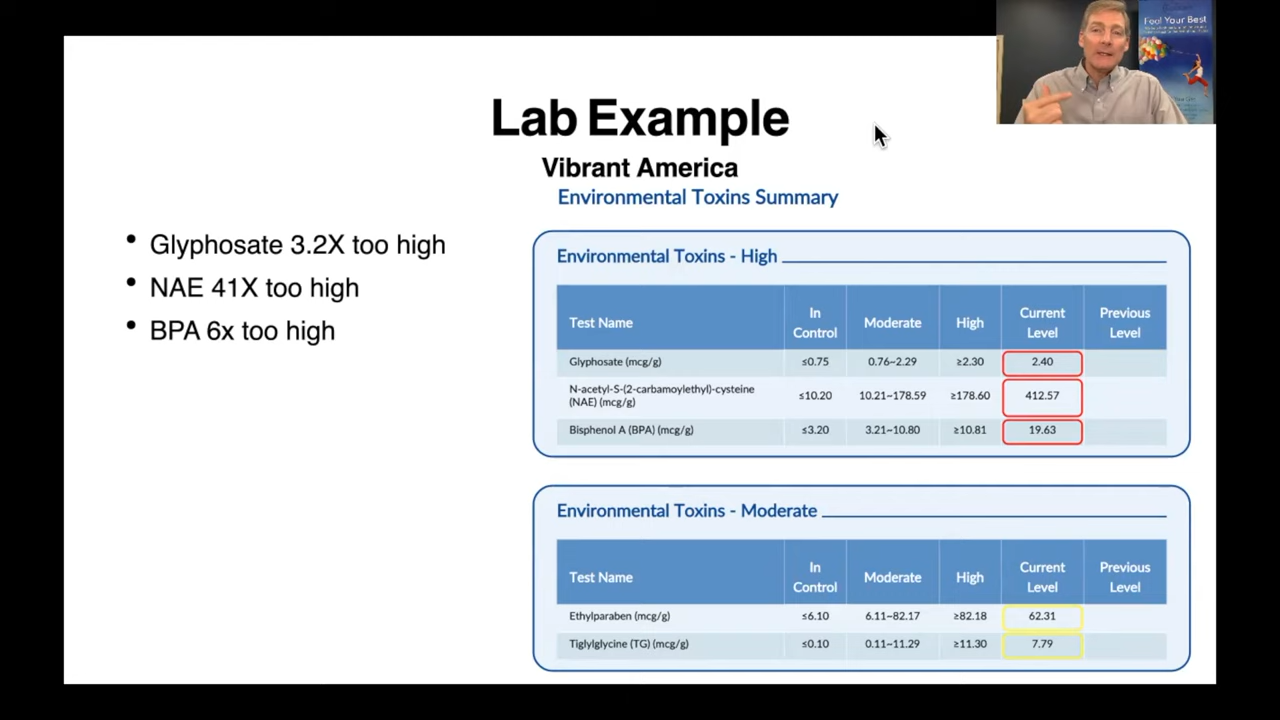 Feel Your Best
Lab Example
Vibrant America
Environmental Toxins Summary
• Glyphosate 3.2X too high
• NAE 41X too high
• BPA 6x too high
Environmental Toxins - High
Test Name In Control Moderate High Current Level Previous Level
Glyphosate (mcg/g) ≤0.75 0.76~2.29 ≥2.30 2.40
N-acetyl-S-(2-carbamoylethyl)-cysteine
(NAE) (mcg/g) ≤10.20 10.21~178.59 ≥178.60 412.57
Bisphenol A (BPA) (mcg/g) ≤3.20 3.21~10.80 ≥10.81 19.63
Environmental Toxins - Moderate
Test Name In Control Moderate High Current Level Previous Level
Ethylparaben (mcg/g) ≤6.10 6.11~82.17 ≥82.18 62.31
Tiglylglycine (TG) (mcg/g) ≤0.10 0.11~11.29 ≥11.30 7.79